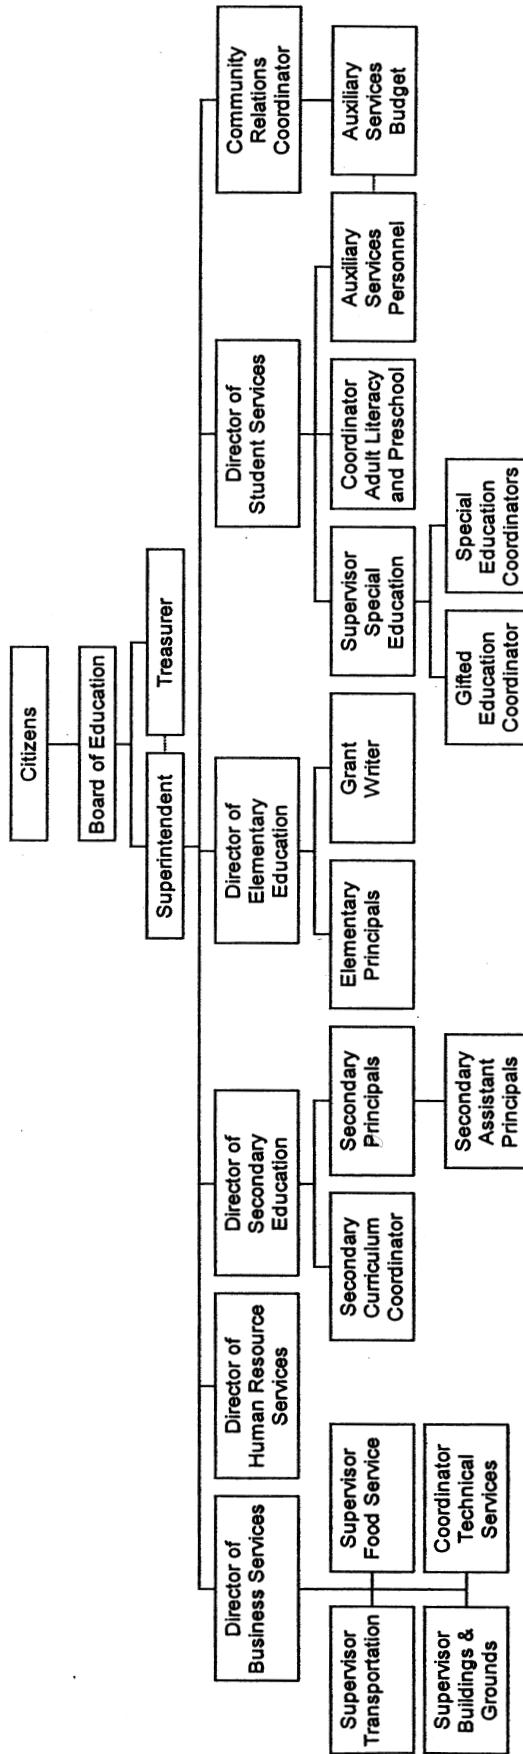 Citizens
Board of Education
Superintendent
Treasurer
Director of
Business Services
Director of
Human Resource
Services
Director of
Secondary
Education
Director of
Elementary
Education
Director of
Student Services
Community
Relations
Coordinator
Supervisor
Transportation
Supervisor
Food Service
Supervisor
Buildings &
Grounds
Coordinator
Technical
Services
Secondary
Curriculum
Coordinator
Secondary
Principals
Secondary
Assistant
Principals
Elementary
Principals
Grant
Writer
Supervisor
Special
Education
Coordinator
Adult Literacy
and Preschool
Auxiliary
Services
Personnel
Auxiliary
Services
Budget
Gifted
Education
Coordinator
Special
Education
Coordinators